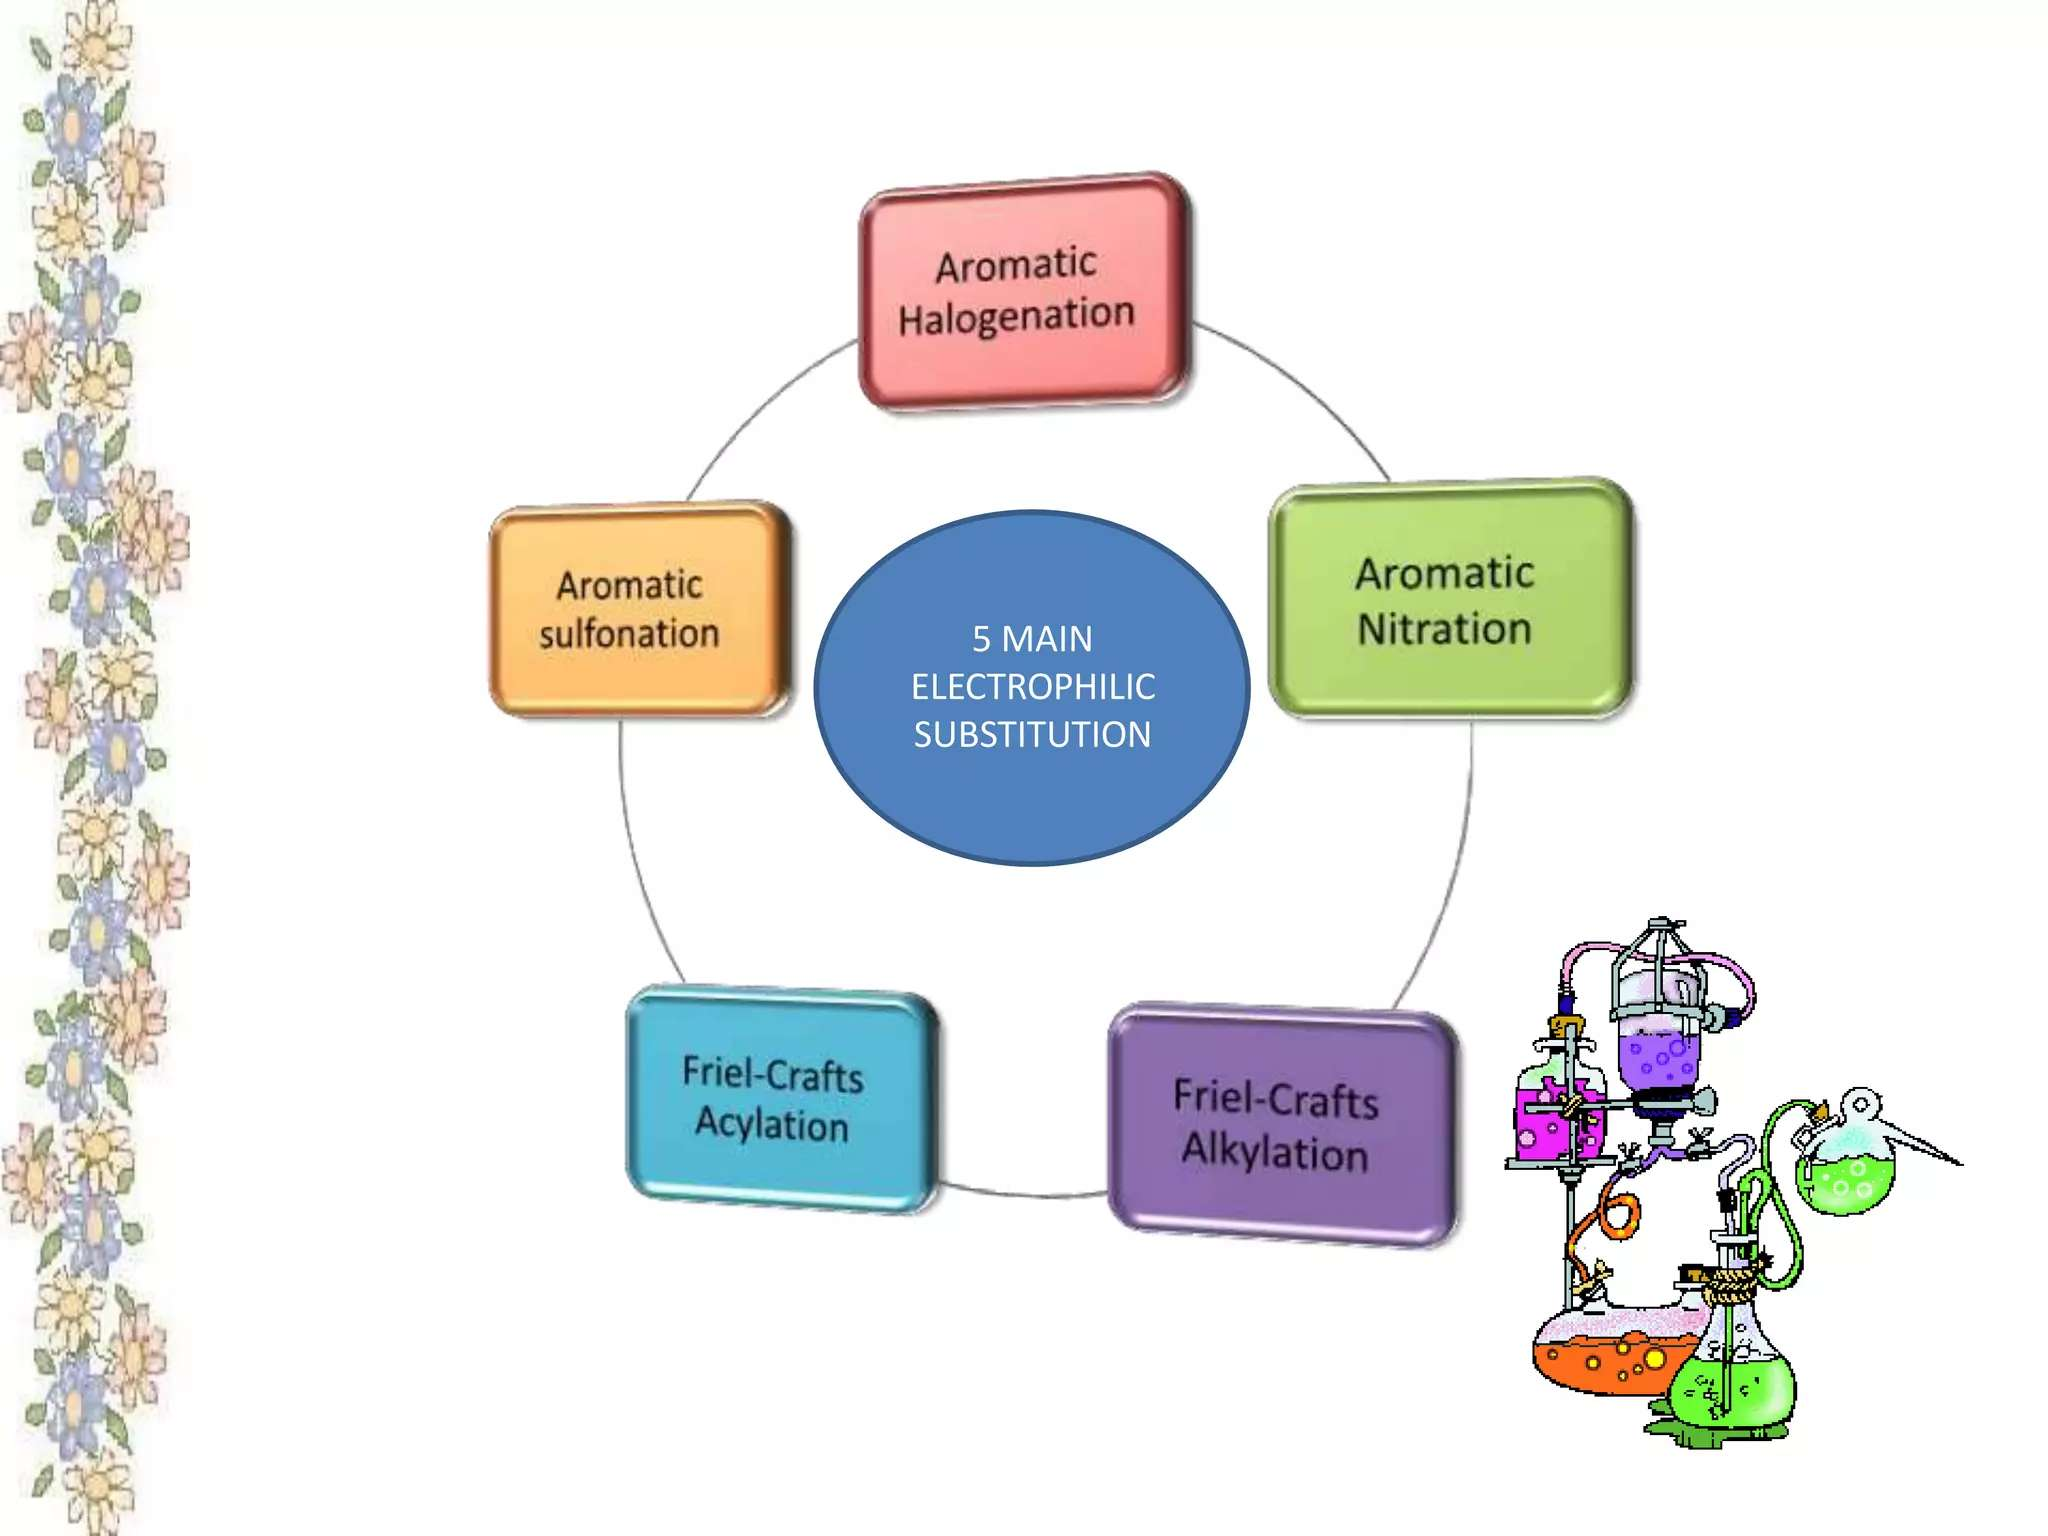 Aromatic
Halogenation
Aromatic
Nitration
Friel-Crafts
Alkylation
Friel-Crafts
Acylation
Aromatic
sulfonation
5 MAIN
ELECTROPHILIC
SUBSTITUTION